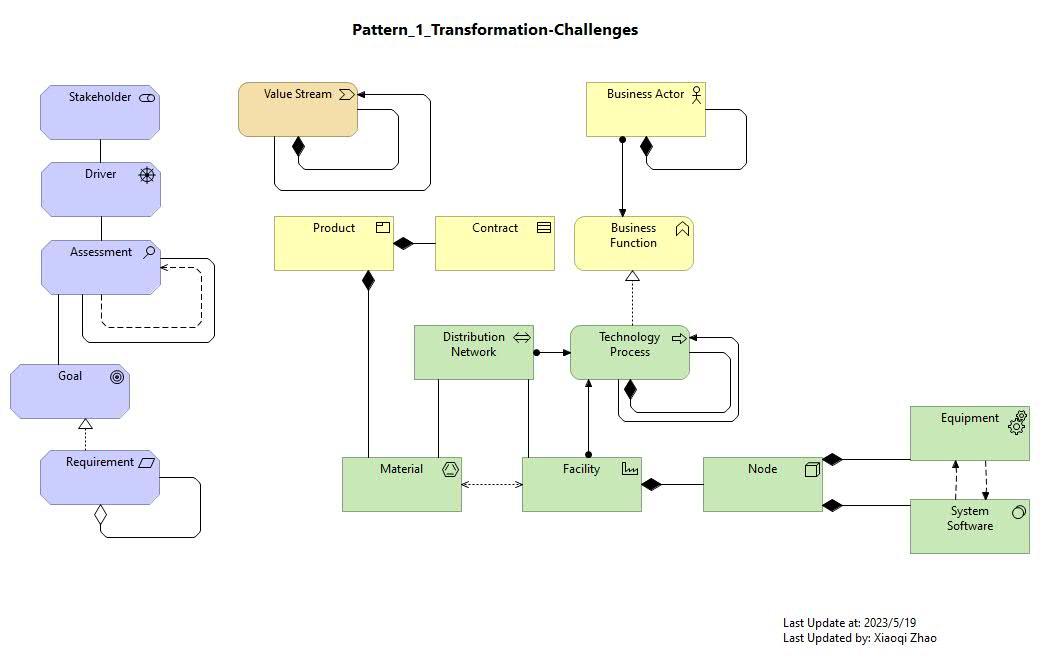 Pattern_1_Transformation-Challenges
Stakeholder
Value Stream
Business Actor
Driver
Product
Contract
Business
Function
Assessment
Distribution
Network
Technology
Process
Goal
Equipment
Requirement
Material
Facility
Node
System
Software
Last Update at: 2023/5/19
Last Updated by: Xiaoqi Zhao